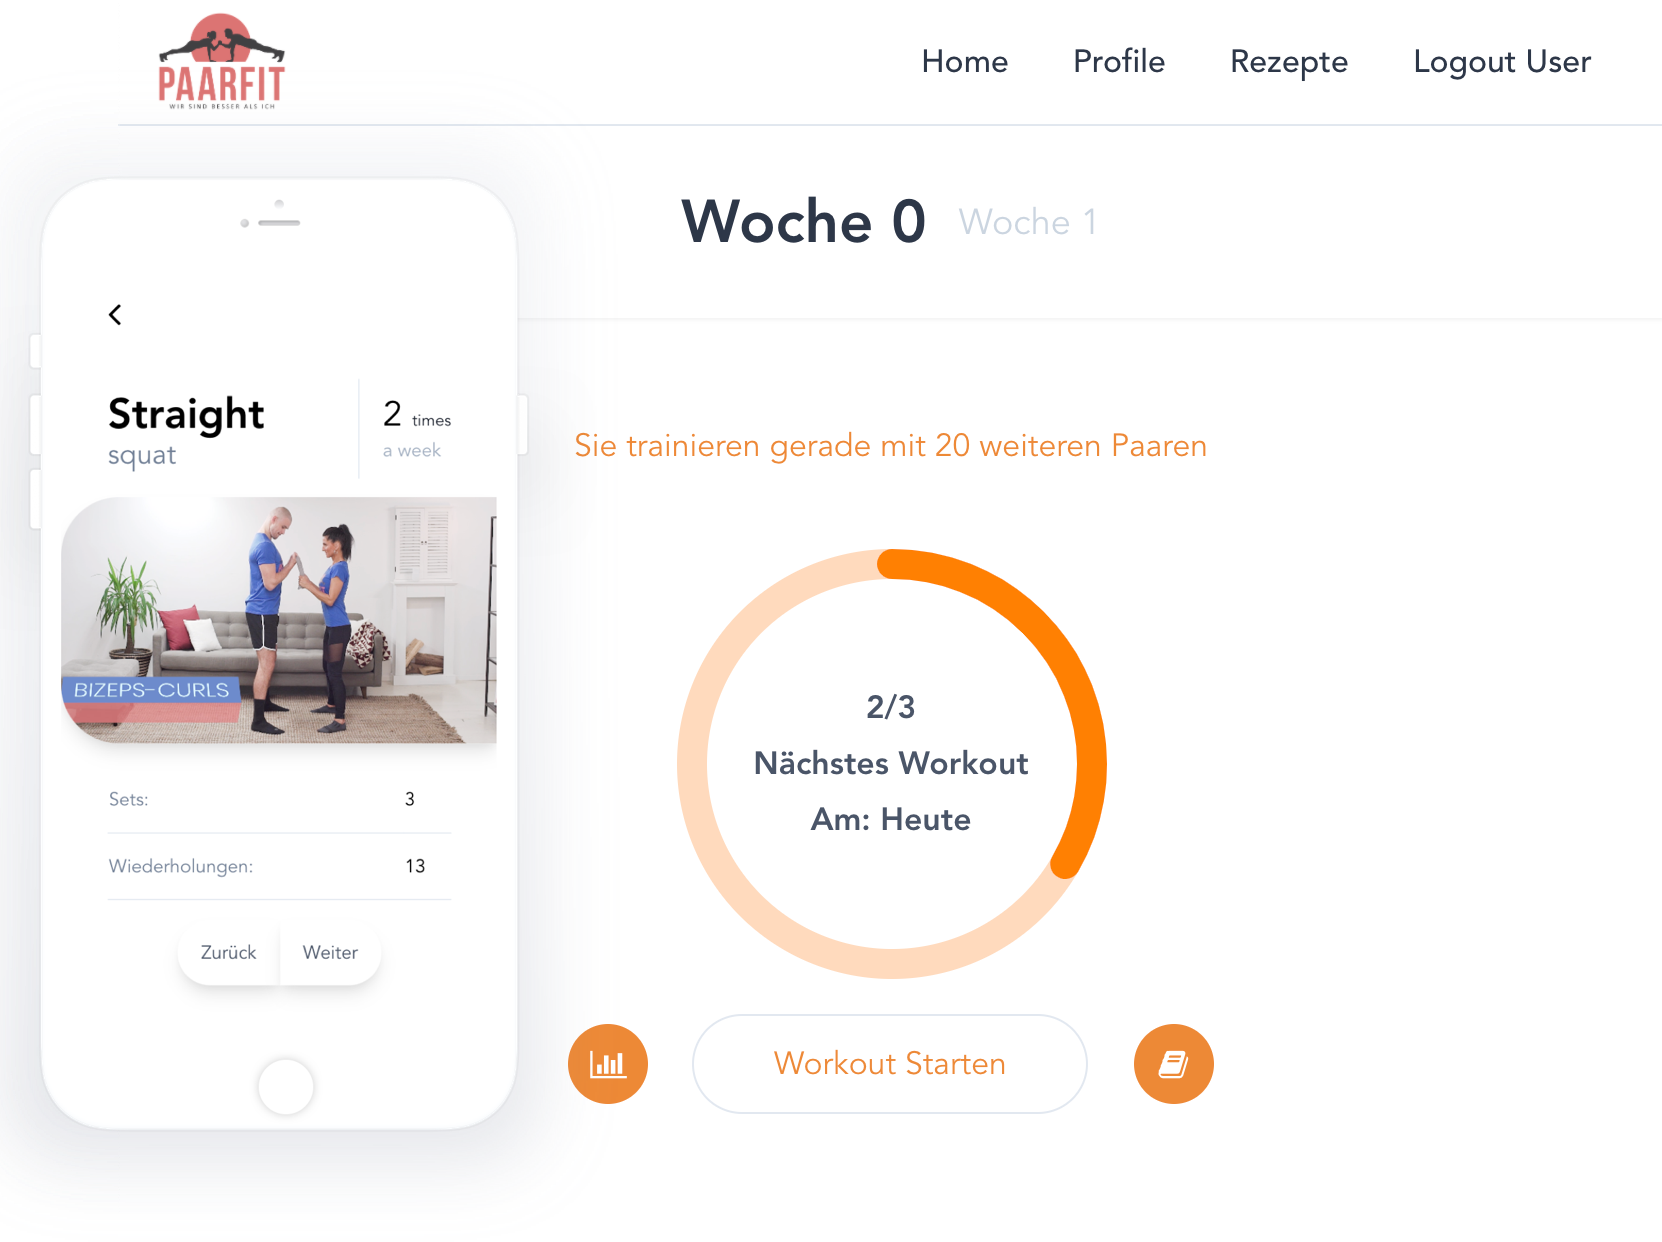 PAARFIT
WIR SIND BESSER ALS ICH
Home Profile Rezepte Logout User
Woche 0 Woche 1
Straight
squat
2 times
a week
BIZEPS-CURLS
Sets: 3
Wiederholungen: 13
Zurück Weiter
Sie trainieren gerade mit 20 weiteren Paaren
2/3
Nächstes Workout
Am: Heute
Workout Starten